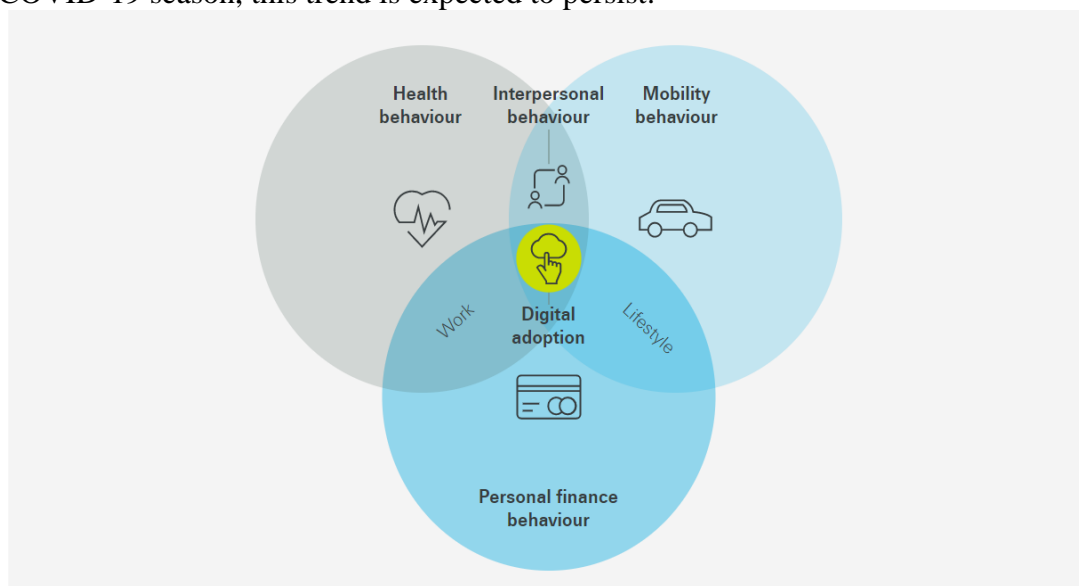 COVID-19 season, this trend is expected to persist.
Health
behaviour
Interpersonal
behaviour
Mobility
behaviour
Work
Digital
adoption
Lifestyle
Personal finance
behaviour